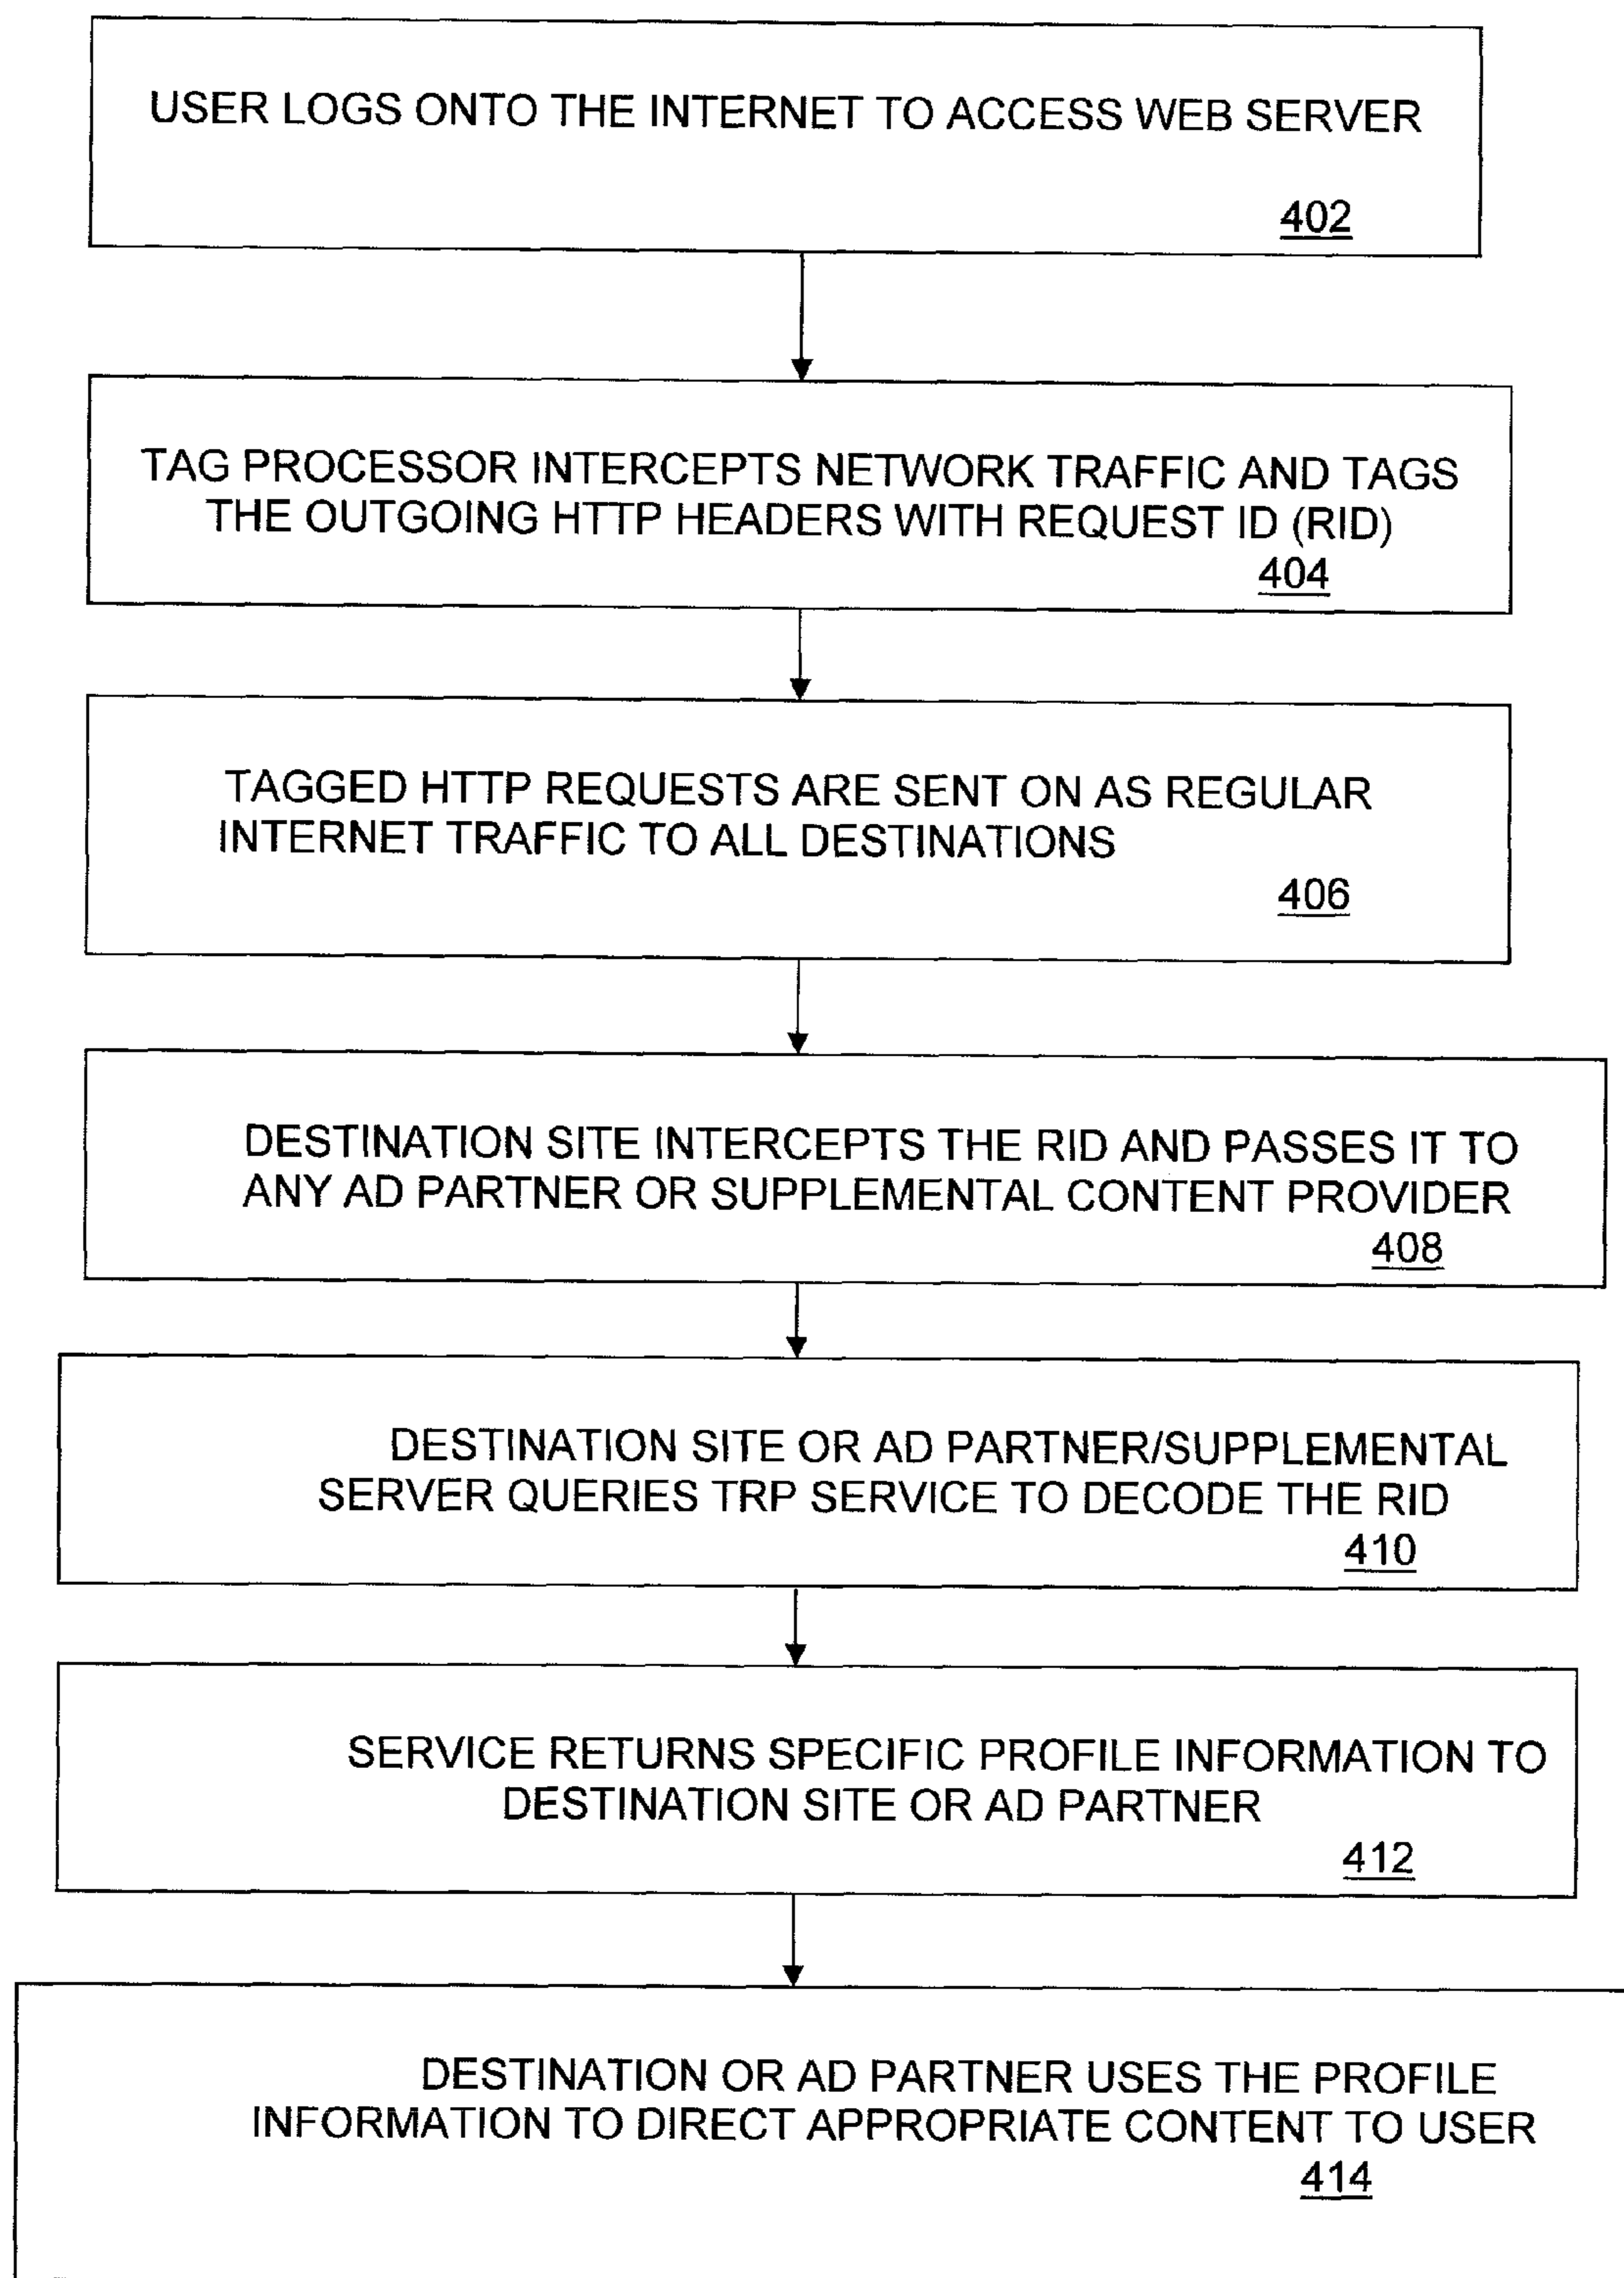 USER LOGS ONTO THE INTERNET TO ACCESS WEB SERVER
402
TAG PROCESSOR INTERCEPTS NETWORK TRAFFIC AND TAGS
THE OUTGOING HTTP HEADERS WITH REQUEST ID (RID)
404
TAGGED HTTP REQUESTS ARE SENT ON AS REGULAR
INTERNET TRAFFIC TO ALL DESTINATIONS
406
DESTINATION SITE INTERCEPTS THE RID AND PASSES IT TO
ANY AD PARTNER OR SUPPLEMENTAL CONTENT PROVIDER
408
DESTINATION SITE OR AD PARTNER/SUPPLEMENTAL
SERVER QUERIES TRP SERVICE TO DECODE THE RID
410
SERVICE RETURNS SPECIFIC PROFILE INFORMATION TO
DESTINATION SITE OR AD PARTNER
412
DESTINATION OR AD PARTNER USES THE PROFILE
INFORMATION TO DIRECT APPROPRIATE CONTENT TO USER
414